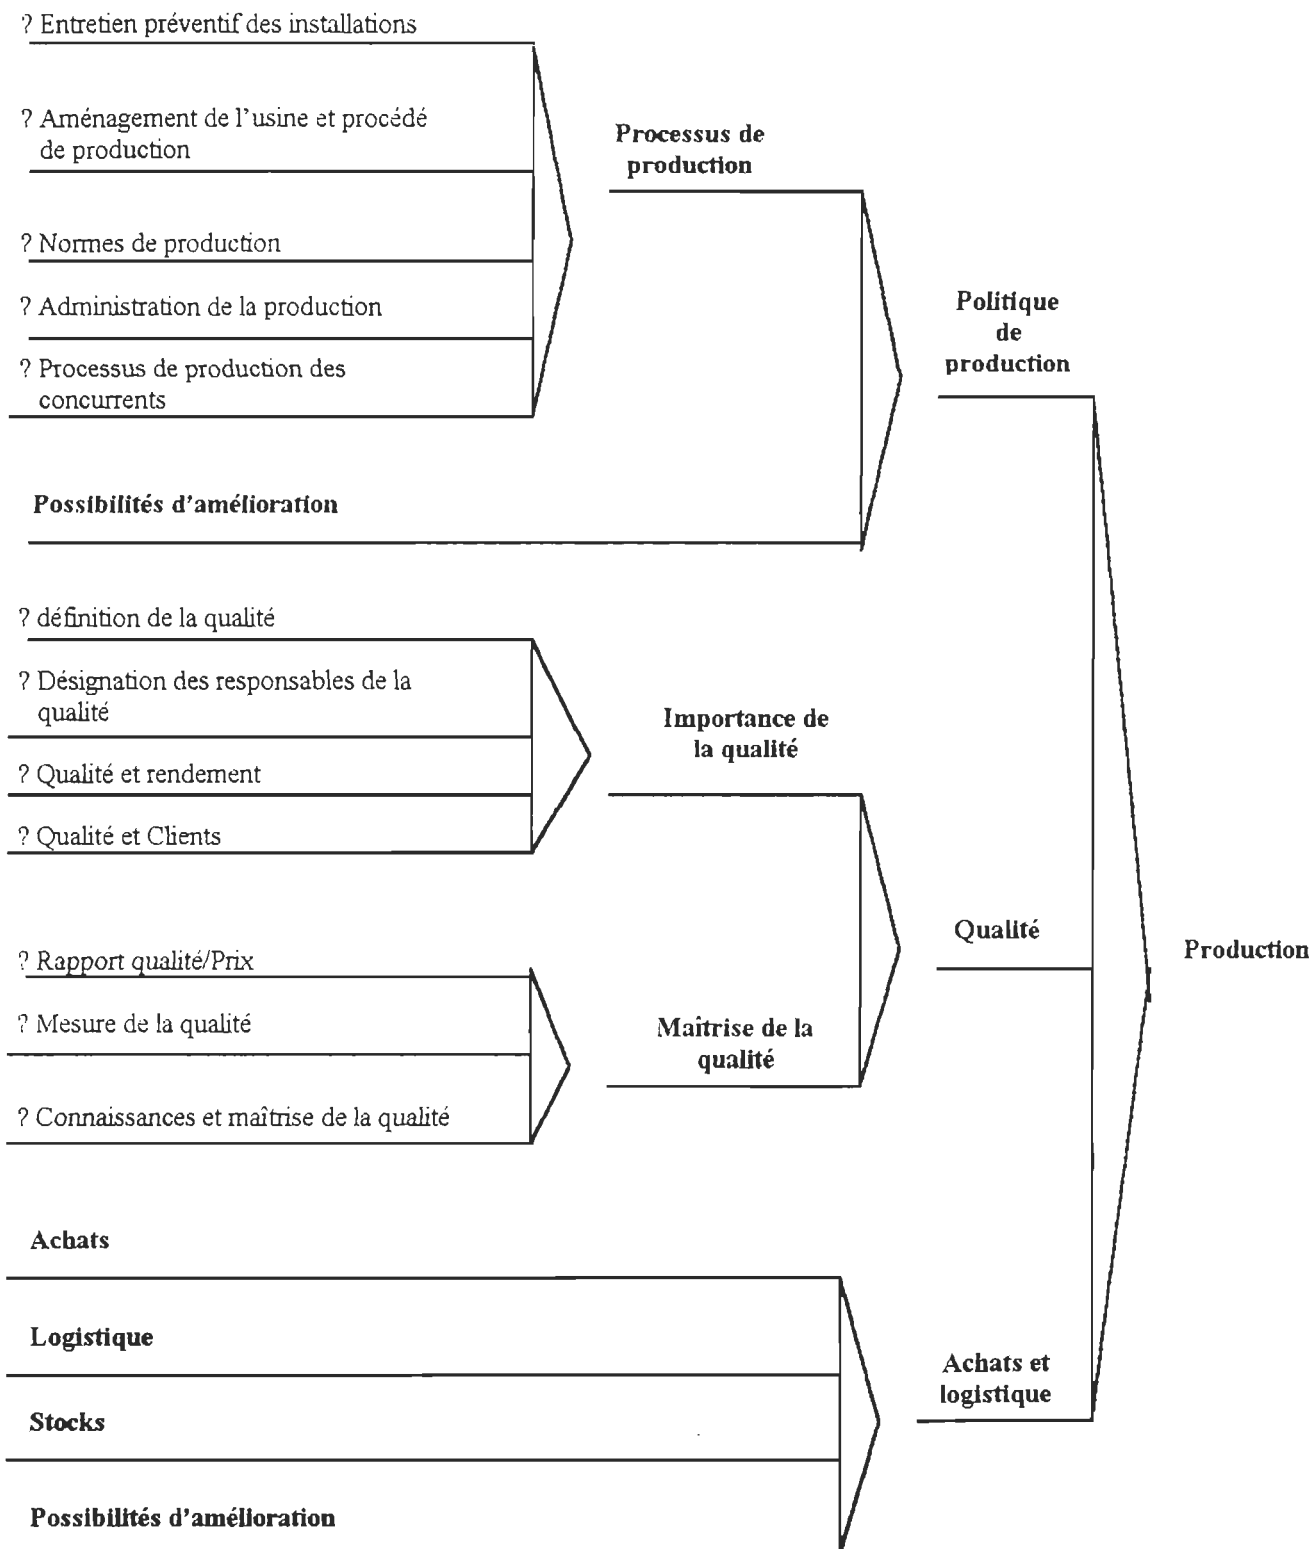 ? Entretien préventif des installations
? Aménagement de l'usine et procédé
de production
Processus de
production
? Normes de production
? Administration de la production
? Processus de production des
concurrents
Politique
de
production
Possibilités d'amélioration
? définition de la qualité
? Désignation des responsables de la
qualité
? Qualité et rendement
? Qualité et Clients
Importance de
la qualité
Qualité
Production
? Rapport qualité/Prix
? Mesure de la qualité
? Connaissances et maîtrise de la qualité
Maîtrise de la
qualité
Achats
Logistique
Stocks
Possibilités d'amélioration
Achats et
logistique